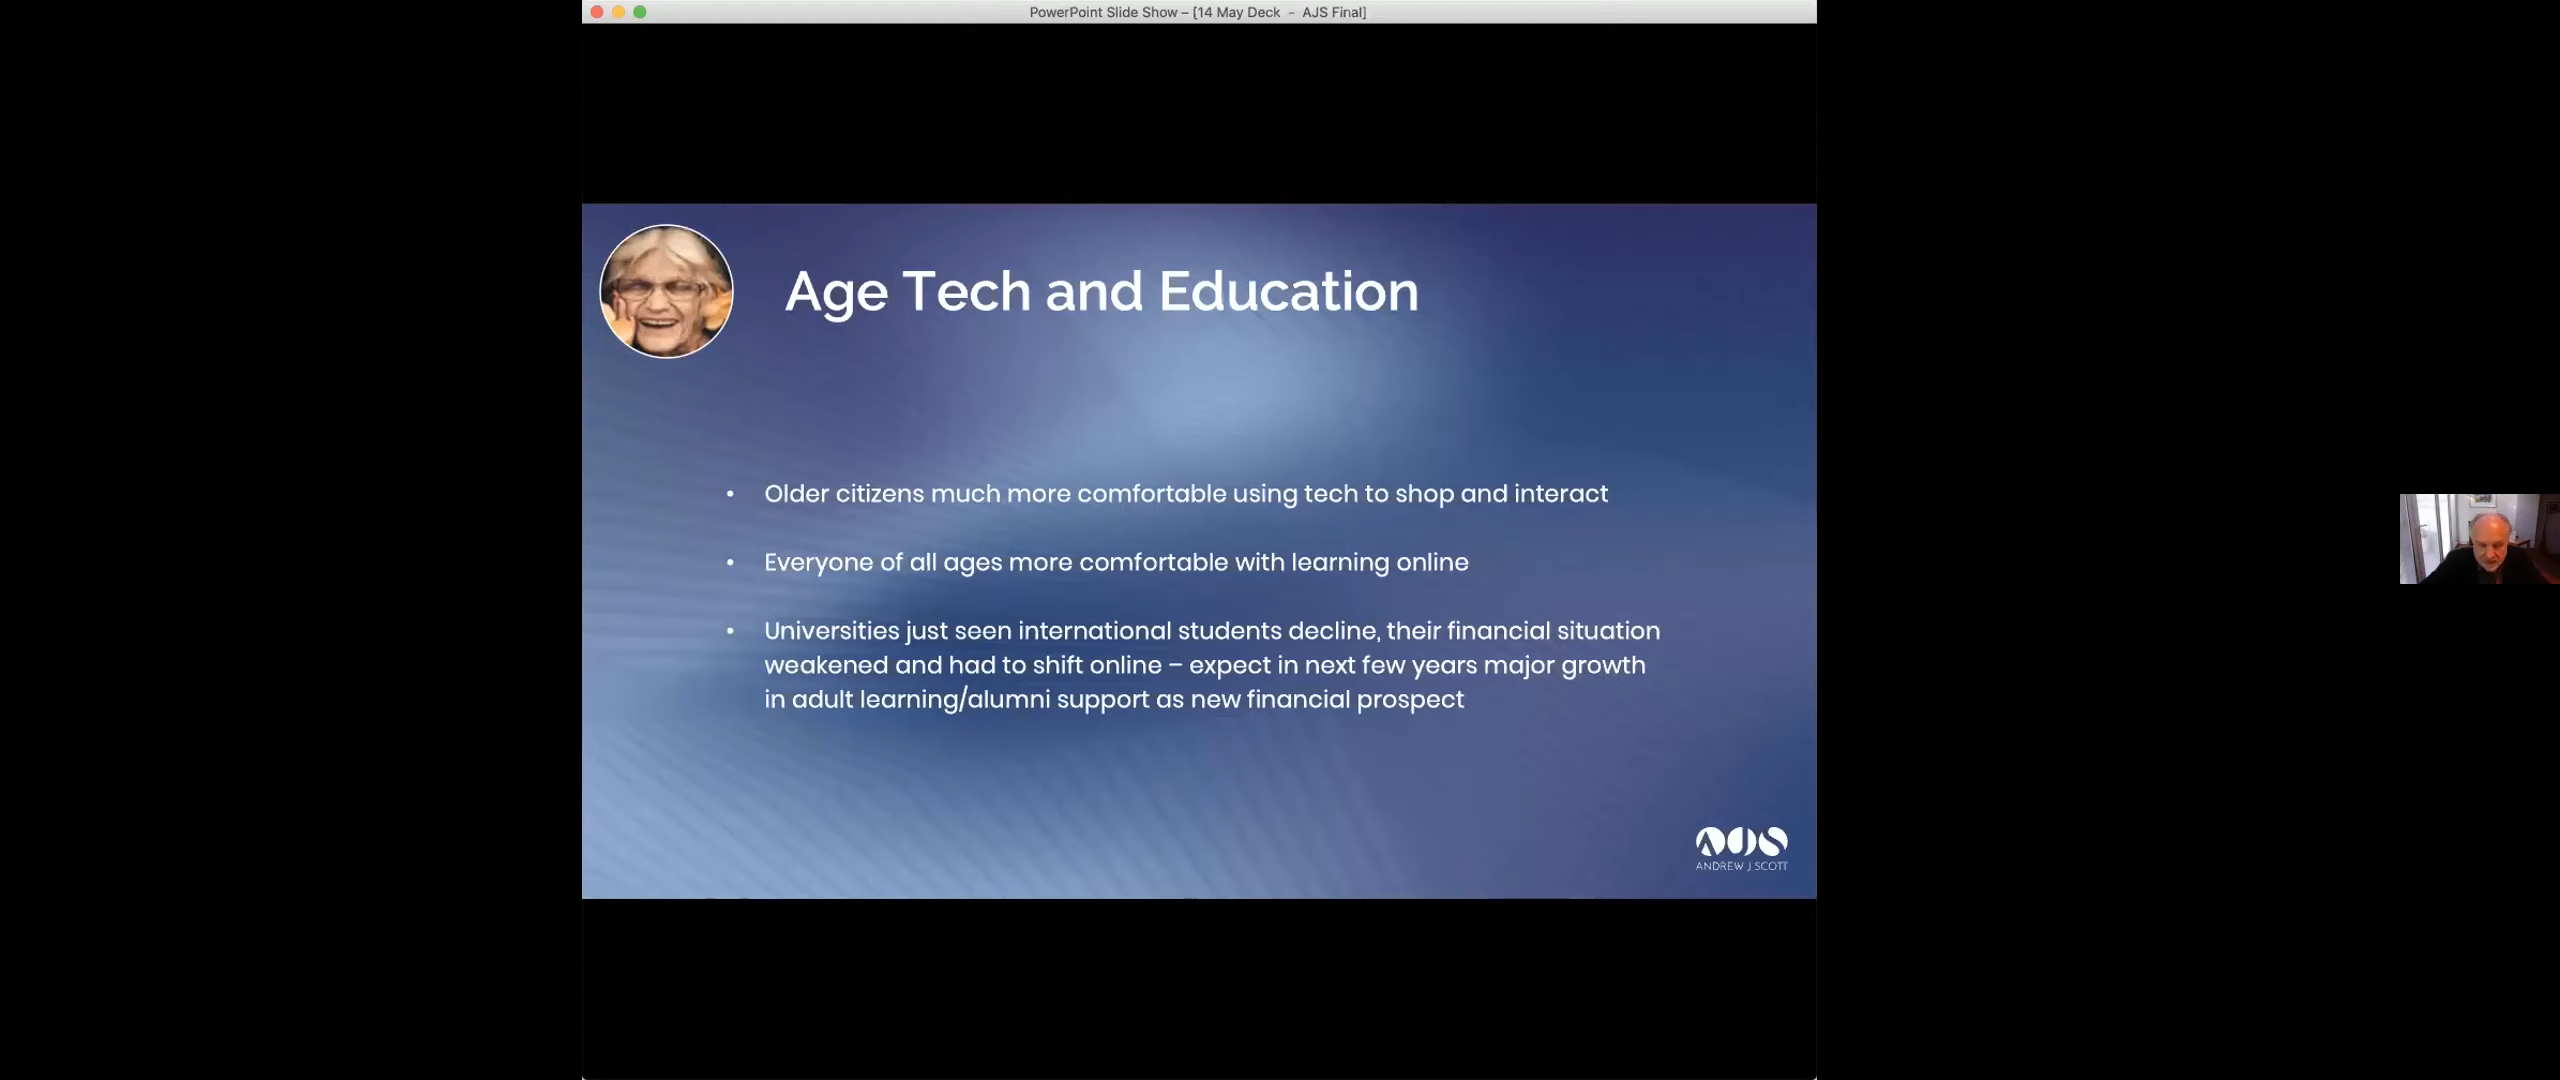 PowerPoint Slide Show – [14 May Deck - AJS Final]
Age Tech and Education
• Older citizens much more comfortable using tech to shop and interact
• Everyone of all ages more comfortable with learning online
• Universities just seen international students decline, their financial situation
weakened and had to shift online – expect in next few years major growth
in adult learning/alumni support as new financial prospect
AJS
ANDREW J SCOTT